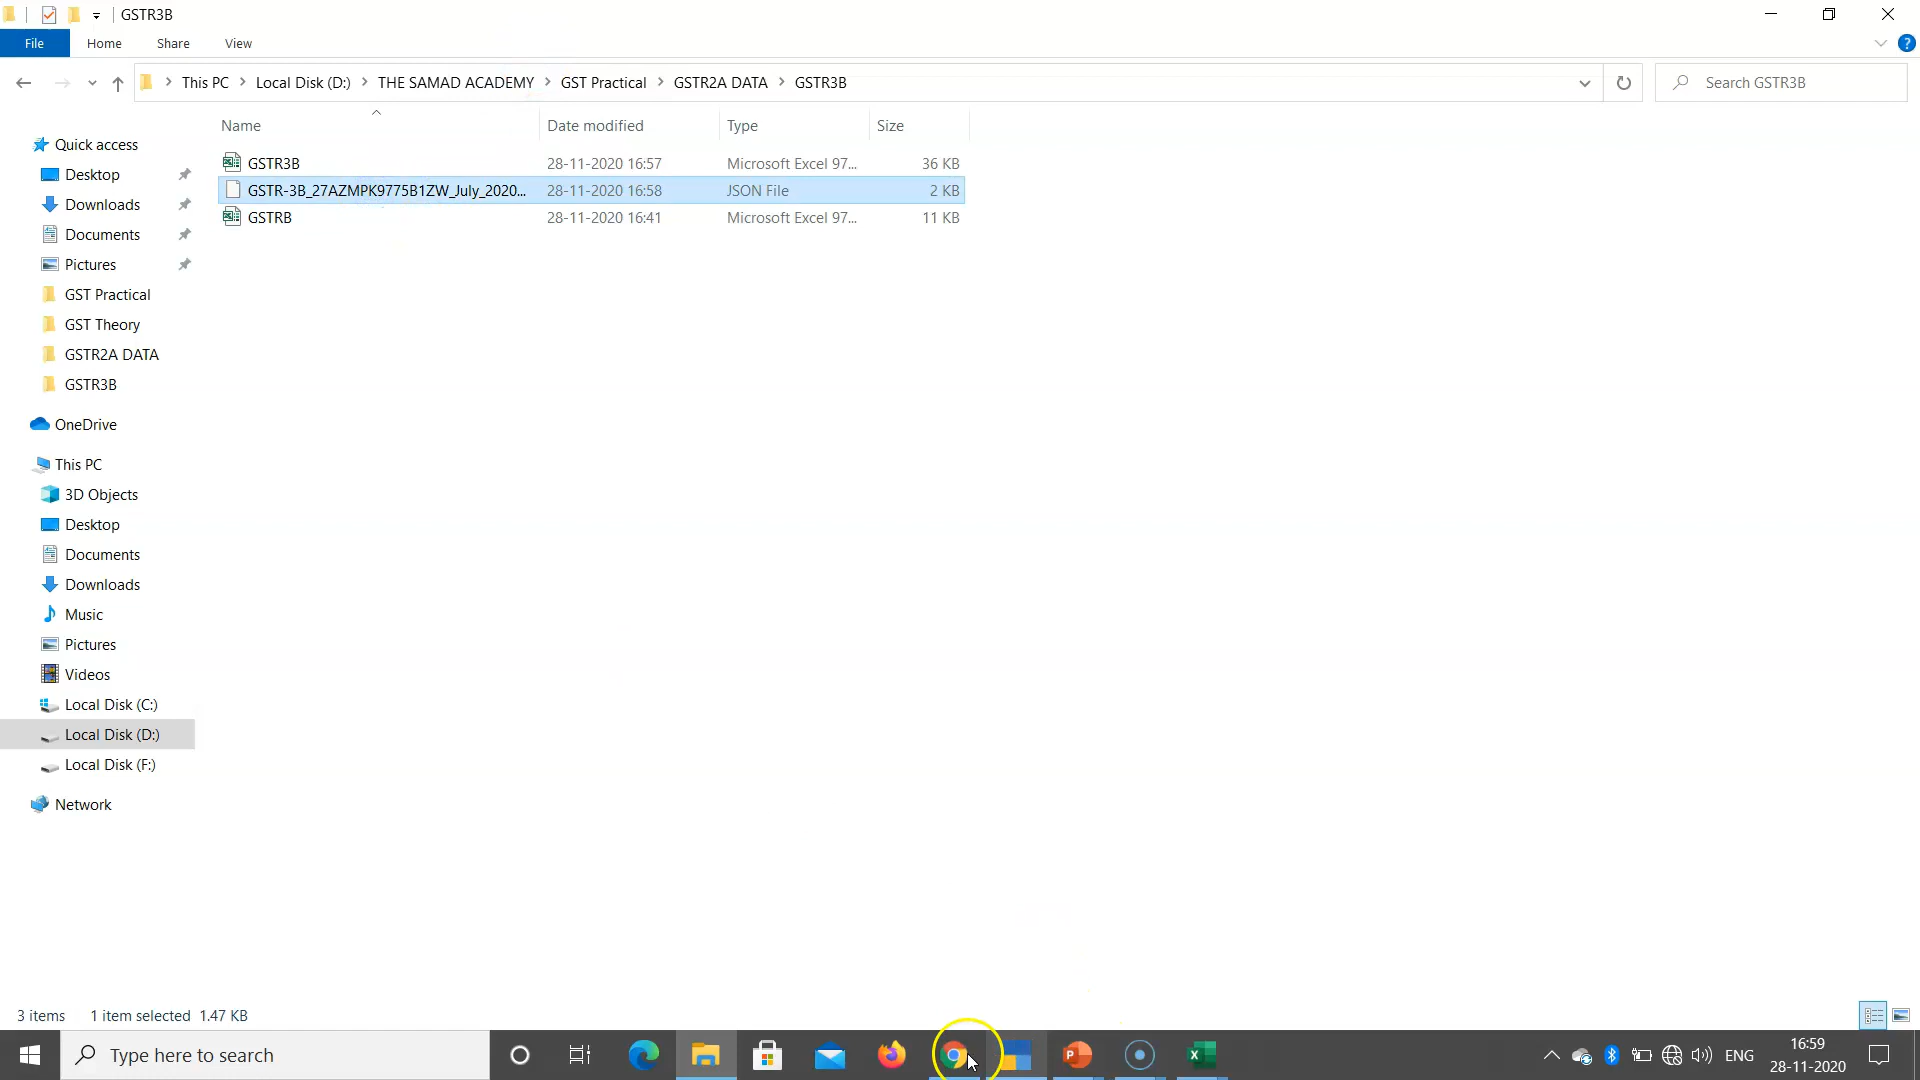 GSTR3B
File Home Share View
This PC Local Disk (D:) THE SAMAD ACADEMY GST Practical GSTR2A DATA GSTR3B
Search GSTR3B
Name Date modified Type Size
GSTR3B 28-11-2020 16:57 Microsoft Excel 97... 36 KB
GSTR-3B_27AZMPK9775B1ZW_July_2020... 28-11-2020 16:58 JSON File 2 KB
GSTRB 28-11-2020 16:41 Microsoft Excel 97... 11 KB
Quick access
Desktop
Downloads
Documents
Pictures
GST Practical
GST Theory
GSTR2A DATA
GSTR3B
OneDrive
This PC
3D Objects
Desktop
Documents
Downloads
Music
Pictures
Videos
Local Disk (C:)
Local Disk (D:)
Local Disk (F:)
Network
3 items 1 item selected 1.47 KB
Type here to search
ENG
16:59
28-11-2020